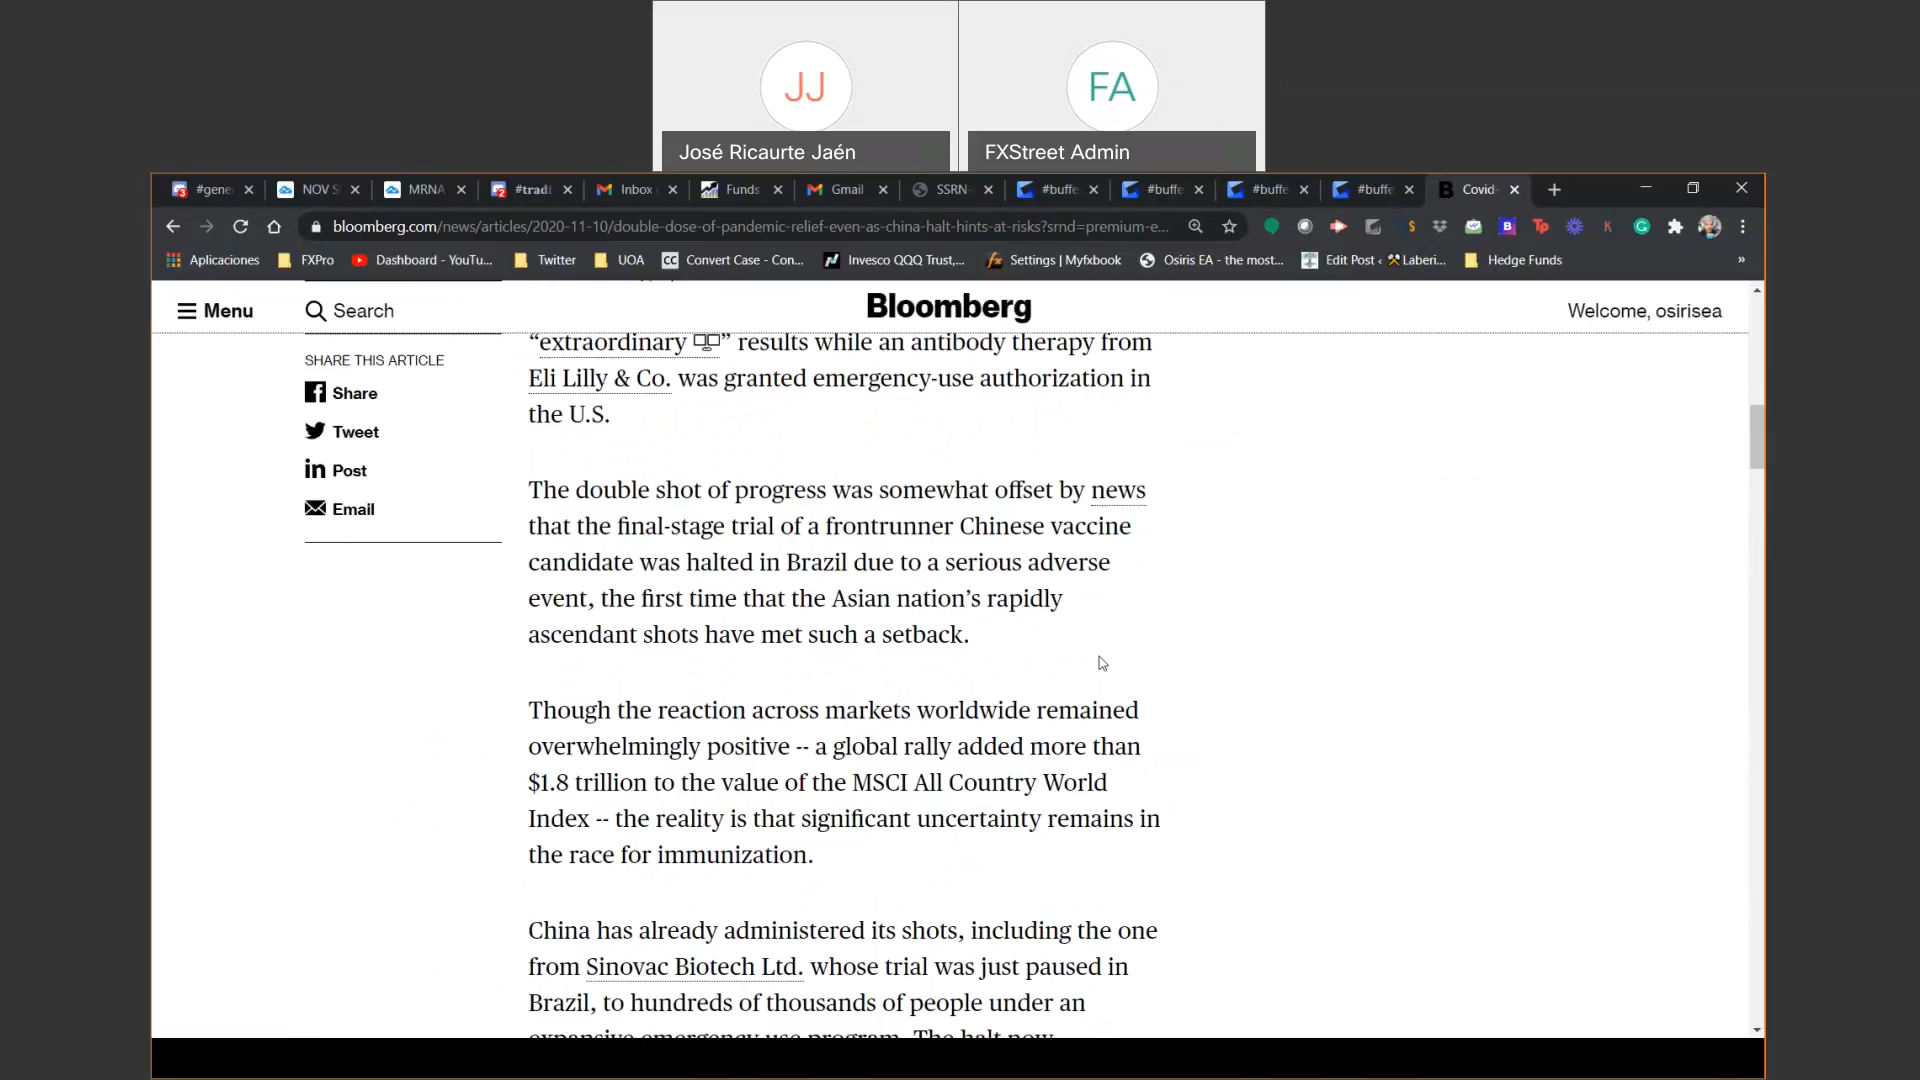 JJ
FA
José Ricaurte Jaén
FXStreet Admin
#gene
NOV S
MRNA
#tradi
Inbox
Funds
Gmail
SSRN-
#buffe
#buffe
#buffe
#buffe
Covid-
bloomberg.com/news/articles/2020-11-10/double-dose-of-pandemic-relief-even-as-china-halt-hints-at-risks?srnd=premium-e...
Aplicaciones
FXPro
Dashboard - YouTu...
Twitter
UOA
CC Convert Case - Con...
Invesco QQQ Trust,...
Settings | Myfxbook
Osiris EA - the most...
Edit Post ‹ ⚒ Laberi...
Hedge Funds
»
Menu
Search
Bloomberg
Welcome, osirisea
SHARE THIS ARTICLE
Share
Tweet
Post
Email
“extraordinary ” results while an antibody therapy from
Eli Lilly & Co. was granted emergency-use authorization in
the U.S.
The double shot of progress was somewhat offset by news
that the final-stage trial of a frontrunner Chinese vaccine
candidate was halted in Brazil due to a serious adverse
event, the first time that the Asian nation’s rapidly
ascendant shots have met such a setback.
Though the reaction across markets worldwide remained
overwhelmingly positive -- a global rally added more than
$1.8 trillion to the value of the MSCI All Country World
Index -- the reality is that significant uncertainty remains in
the race for immunization.
China has already administered its shots, including the one
from Sinovac Biotech Ltd. whose trial was just paused in
Brazil, to hundreds of thousands of people under an
expansive emergency use program. The halt now